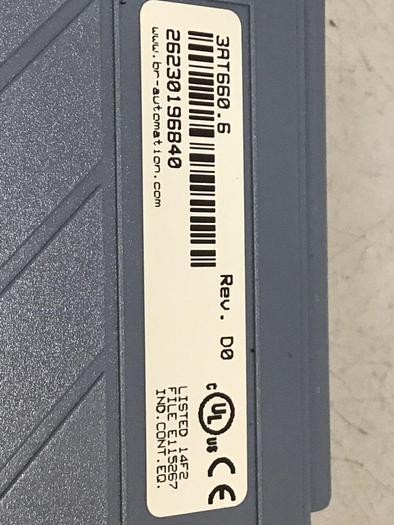 3AT660.6
26230196840
www.br-automation.com
Rev. D0
C UL US CE
LISTED 14F2
FILE E115267
IND.CONT.EQ.